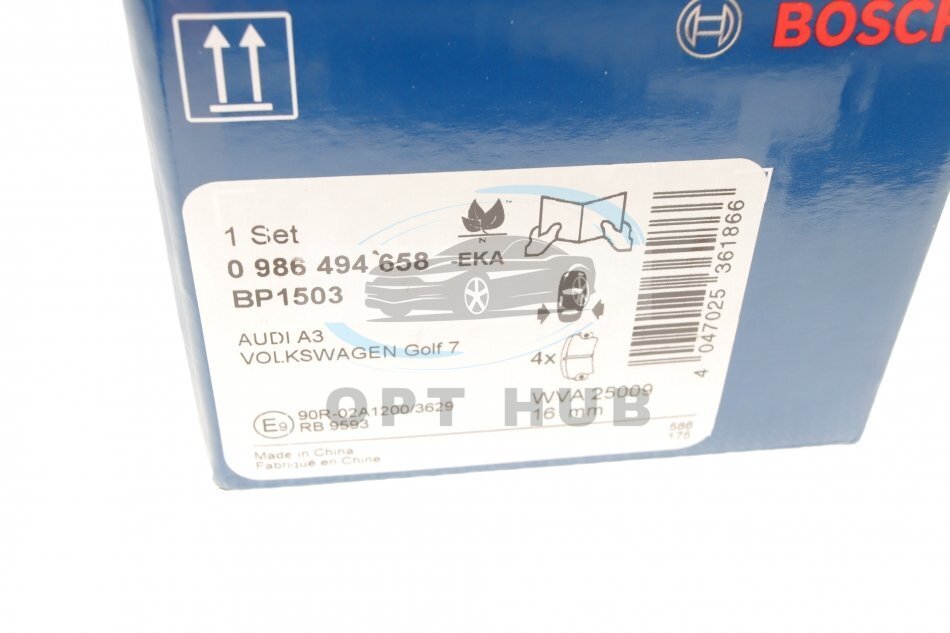 BOSCH
1 Set
0 986 494 658 -EKA
BP1503
N
AUDI A3
VOLKSWAGEN Golf 7
4x
OPT HUB
WVA 25009
16 mm
E9
90R-02A1200/3629
RB 9593
586
175
Made in China
Fabriqué en Chine
4 047025 361866